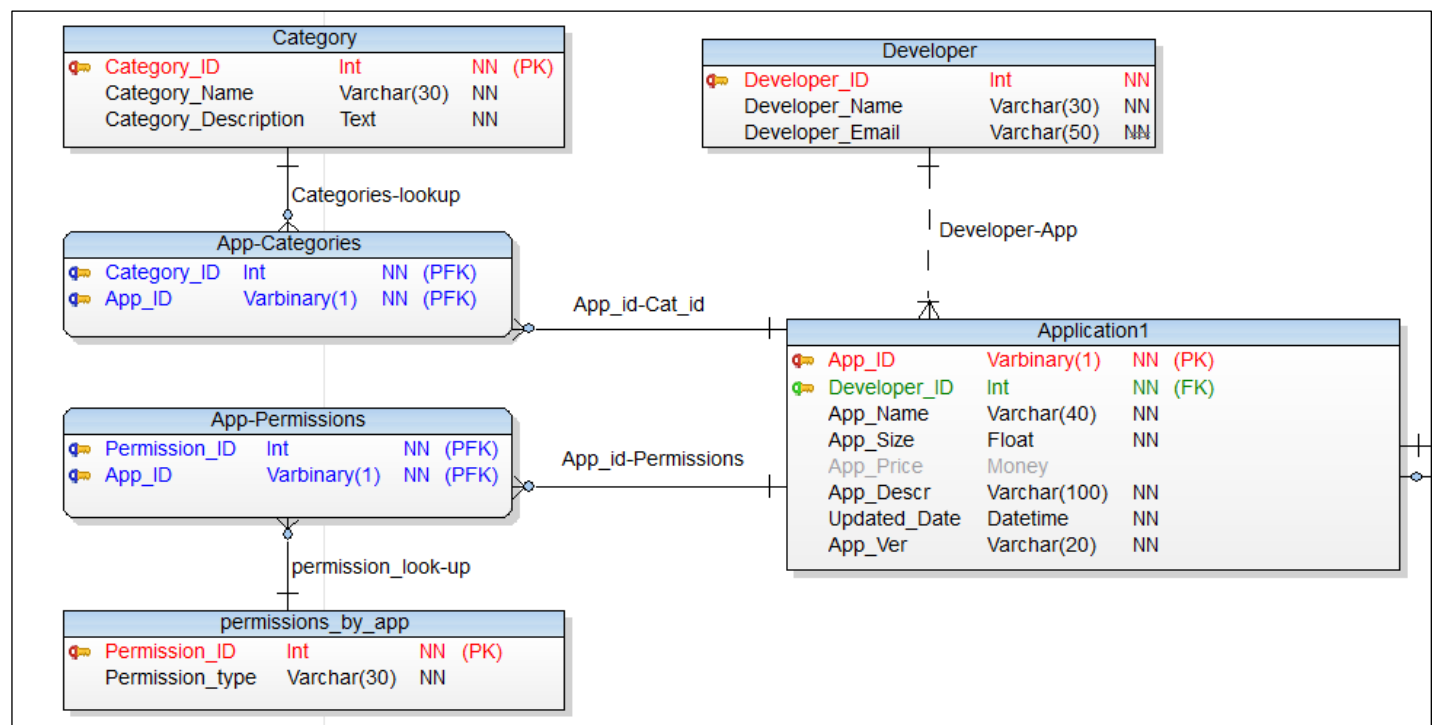 Category
Category_ID Int NN (PK)
Category_Name Varchar(30) NN
Category_Description Text NN
Developer
Developer_ID Int NN
Developer_Name Varchar(30) NN
Developer_Email Varchar(50) NN
Categories-lookup
Developer-App
App-Categories
Category_ID Int NN (PFK)
App_ID Varbinary(1) NN (PFK)
App_id-Cat_id
Application1
App_ID Varbinary(1) NN (PK)
Developer_ID Int NN (FK)
App_Name Varchar(40) NN
App_Size Float NN
App_Price Money
App_Descr Varchar(100) NN
Updated_Date Datetime NN
App_Ver Varchar(20) NN
App-Permissions
Permission_ID Int NN (PFK)
App_ID Varbinary(1) NN (PFK)
App_id-Permissions
permission_look-up
permissions_by_app
Permission_ID Int NN (PK)
Permission_type Varchar(30) NN